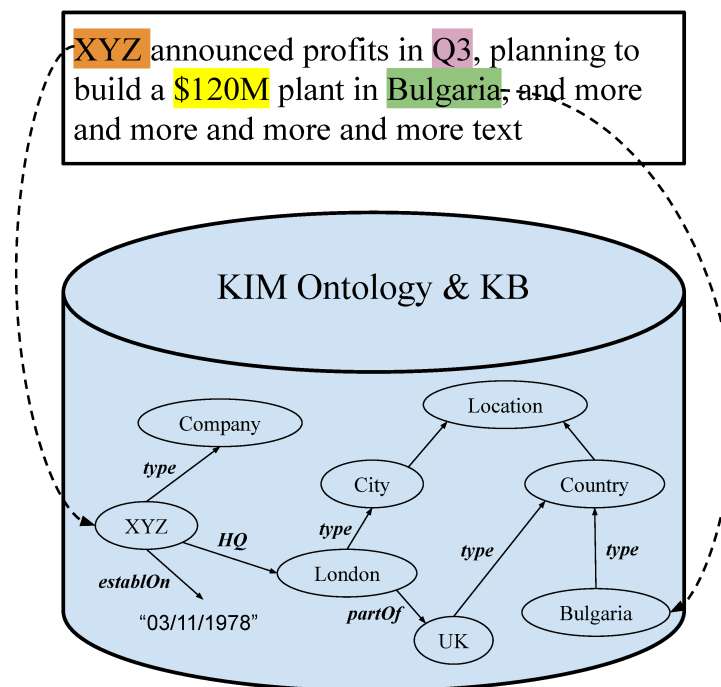 XYZ announced profits in Q3, planning to
build a $120M plant in Bulgaria, and more
and more and more and more text
KIM Ontology & KB
Location
Company
type
City
Country
XYZ
HQ
type
type
type
London
establOn
partOf
Bulgaria
“03/11/1978”
UK